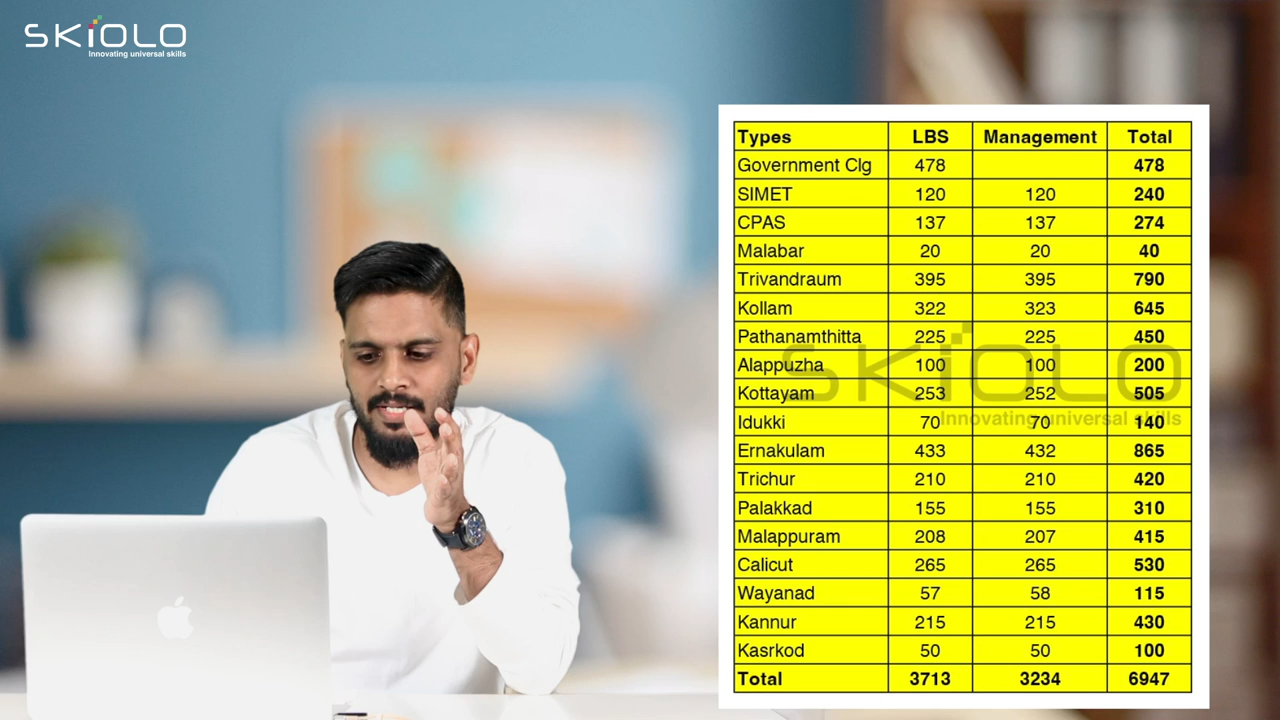 SKIOLO
Innovating universal skills
Types LBS Management Total
Government Clg 478 478
SIMET 120 120 240
CPAS 137 137 274
Malabar 20 20 40
Trivandraum 395 395 790
Kollam 322 323 645
Pathanamthitta 225 225 450
Alappuzha 100 100 200
Kottayam 253 252 505
Idukki 70 70 140
Ernakulam 433 432 865
Trichur 210 210 420
Palakkad 155 155 310
Malappuram 208 207 415
Calicut 265 265 530
Wayanad 57 58 115
Kannur 215 215 430
Kasrkod 50 50 100
Total 3713 3234 6947
SKIOLO
Innovating universal skills